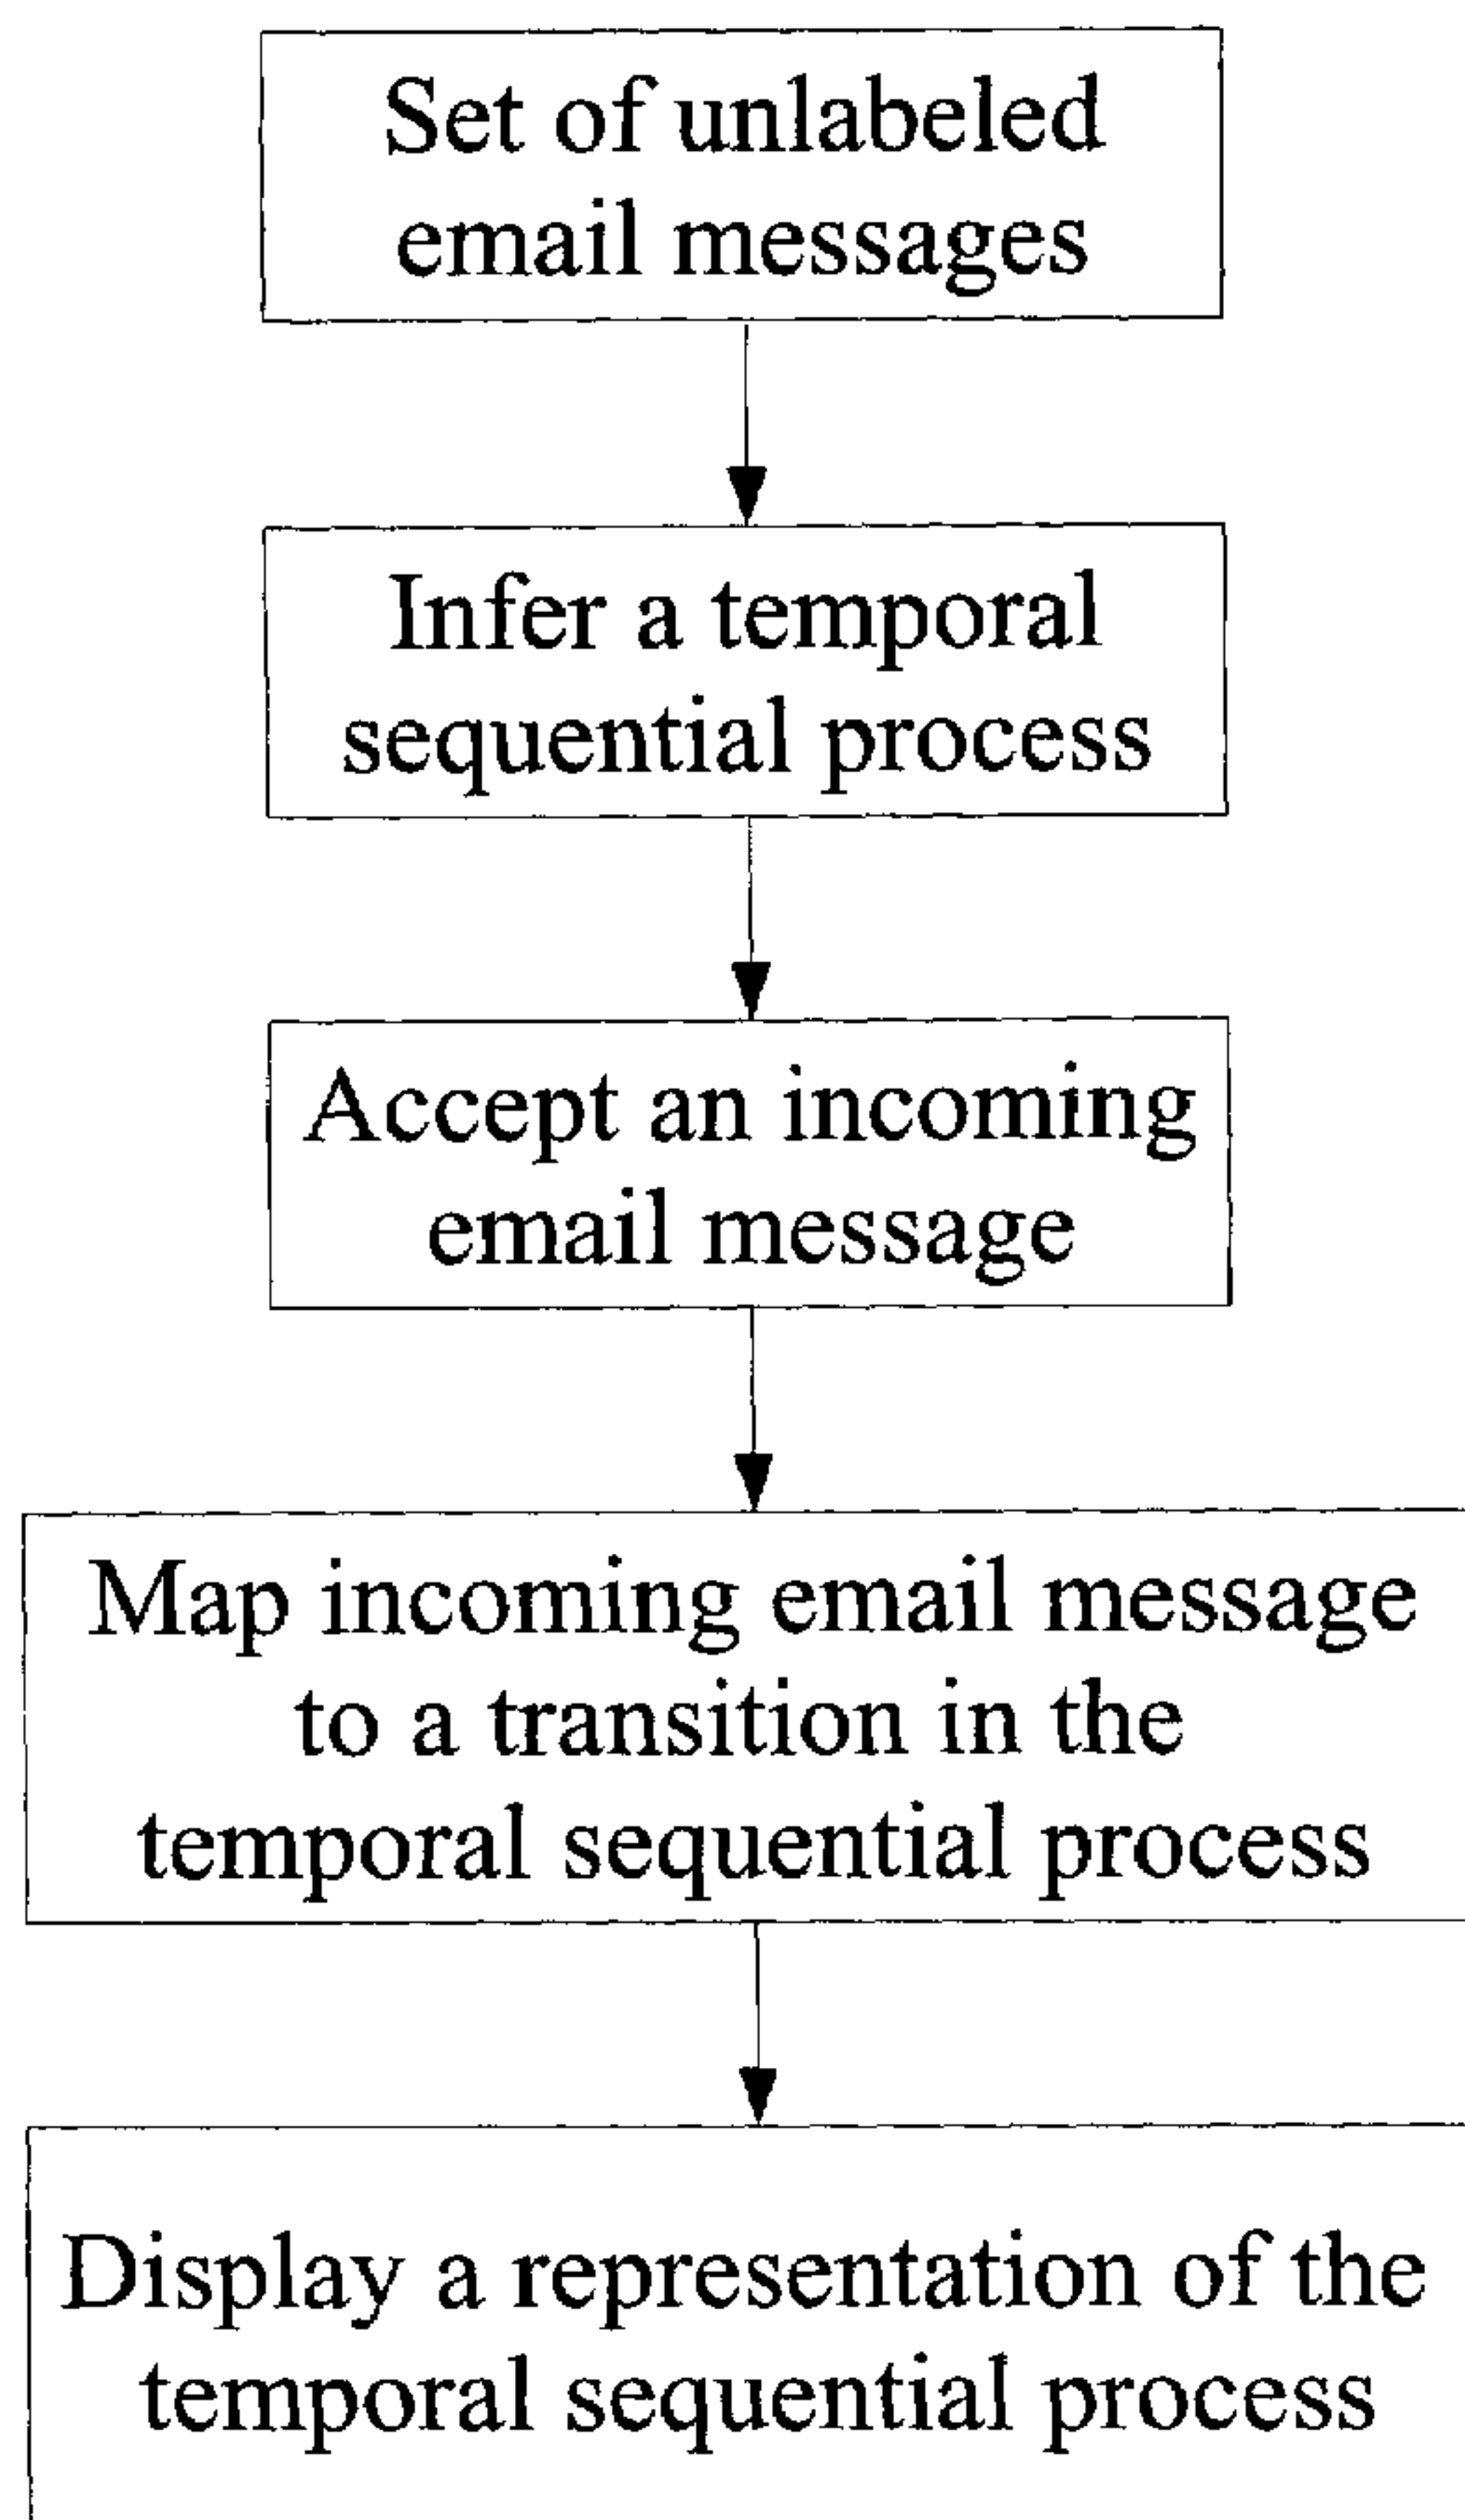 Set of unlabeled
email messages
Infer a temporal
sequential process
Accept an incoming
email message
Map incoming email message
to a transition in the
temporal sequential process
Display a representation of the
temporal sequential process